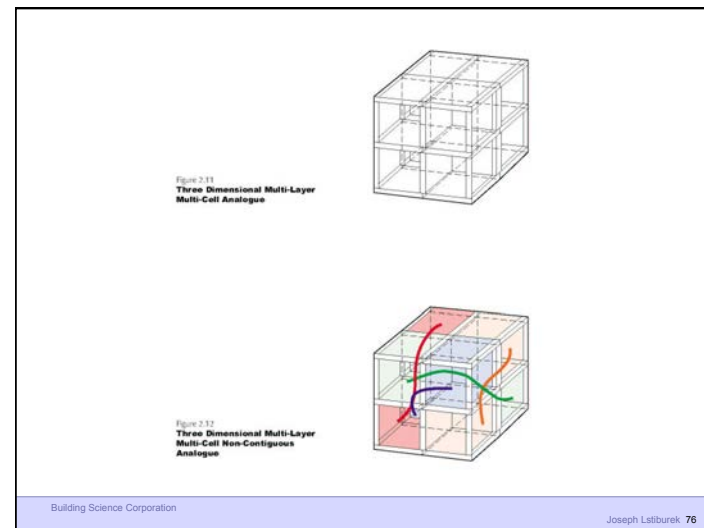 Figure 2.11
Three Dimensional Multi-Layer
Multi-Cell Analogue
Figure 2.12
Three Dimensional Multi-Layer
Multi-Cell Non-Contiguous
Analogue
Building Science Corporation
Joseph Lstiburek 76